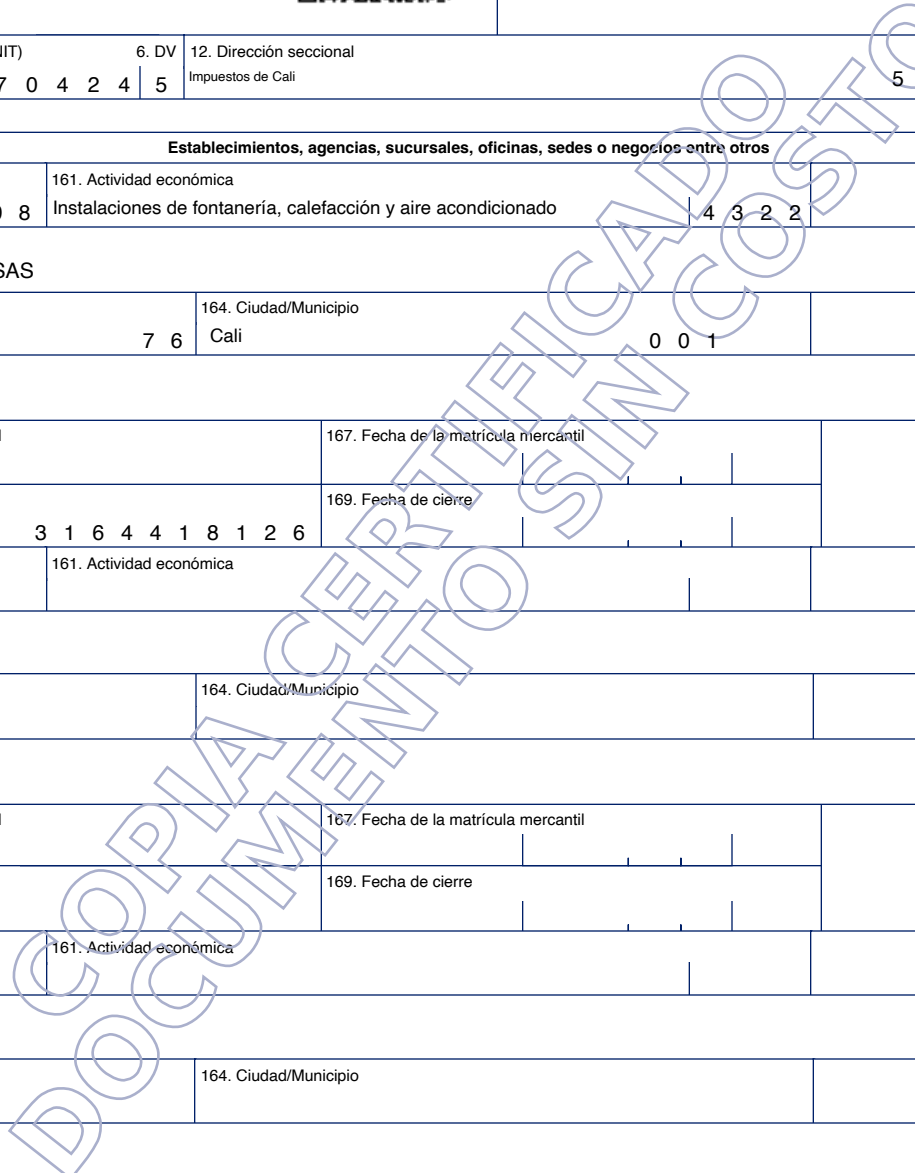 NIT) 6. DV 12. Dirección seccional
7 0 4 2 4 5 Impuestos de Cali 5
Establecimientos, agencias, sucursales, oficinas, sedes o negocios entre otros
161. Actividad económica
8 Instalaciones de fontanería, calefacción y aire acondicionado 4 3 2 2
SAS
164. Ciudad/Municipio
7 6 Cali 0 0 1
167. Fecha de la matrícula mercantil
169. Fecha de cierre
3 1 6 4 4 1 8 1 2 6
161. Actividad económica
164. Ciudad/Municipio
167. Fecha de la matrícula mercantil
169. Fecha de cierre
161. Actividad económica
164. Ciudad/Municipio
COPIA CERTIFICADO
DOCUMENTO SIN COSTO